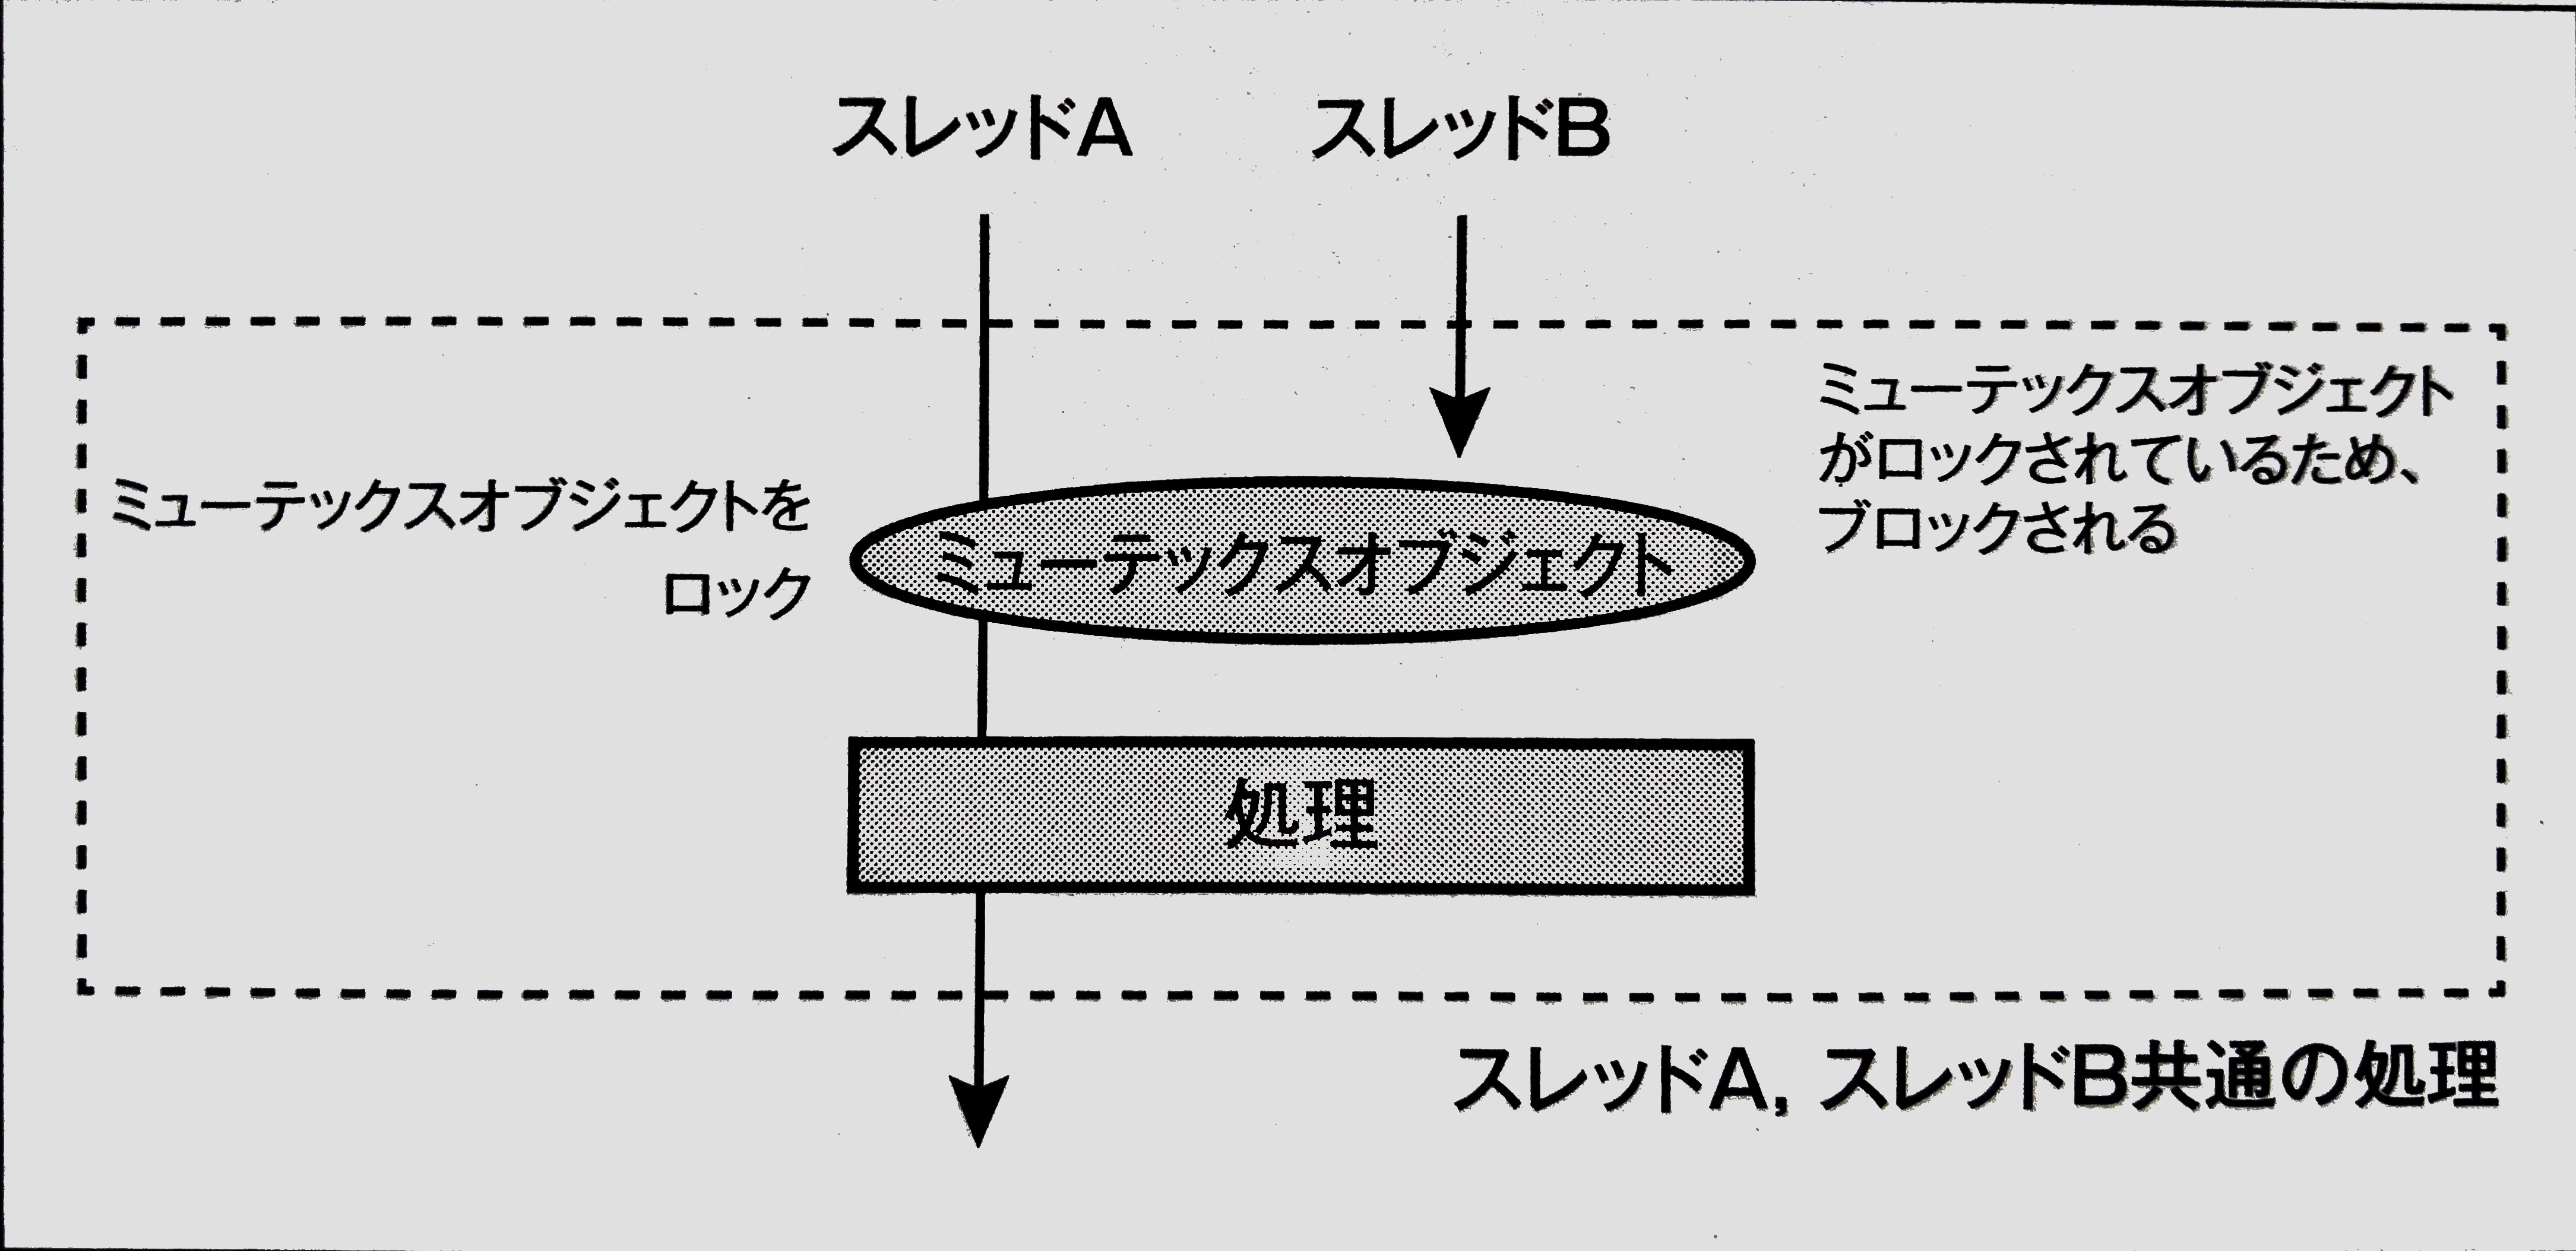 スレッドA
スレッドB
ミューテックスオブジェクトを
ロック
ミューテックスオブジェクト
ミューテックスオブジェクト
がロックされているため、
ブロックされる
処理
スレッドA, スレッドB共通の処理